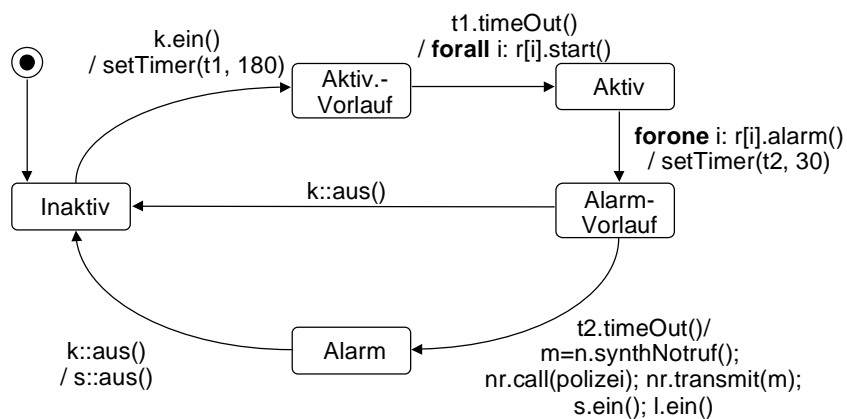 k.ein()
/ setTimer(t1, 180)
t1.timeOut()
/ forall i: r[i].start()
Aktiv.-
Vorlauf
Aktiv
forone i: r[i].alarm()
/ setTimer(t2, 30)
Inaktiv
k::aus()
Alarm-
Vorlauf
k::aus()
/ s::aus()
Alarm
t2.timeOut()/
m=n.synthNotruf();
nr.call(polizei); nr.transmit(m);
s.ein(); l.ein()